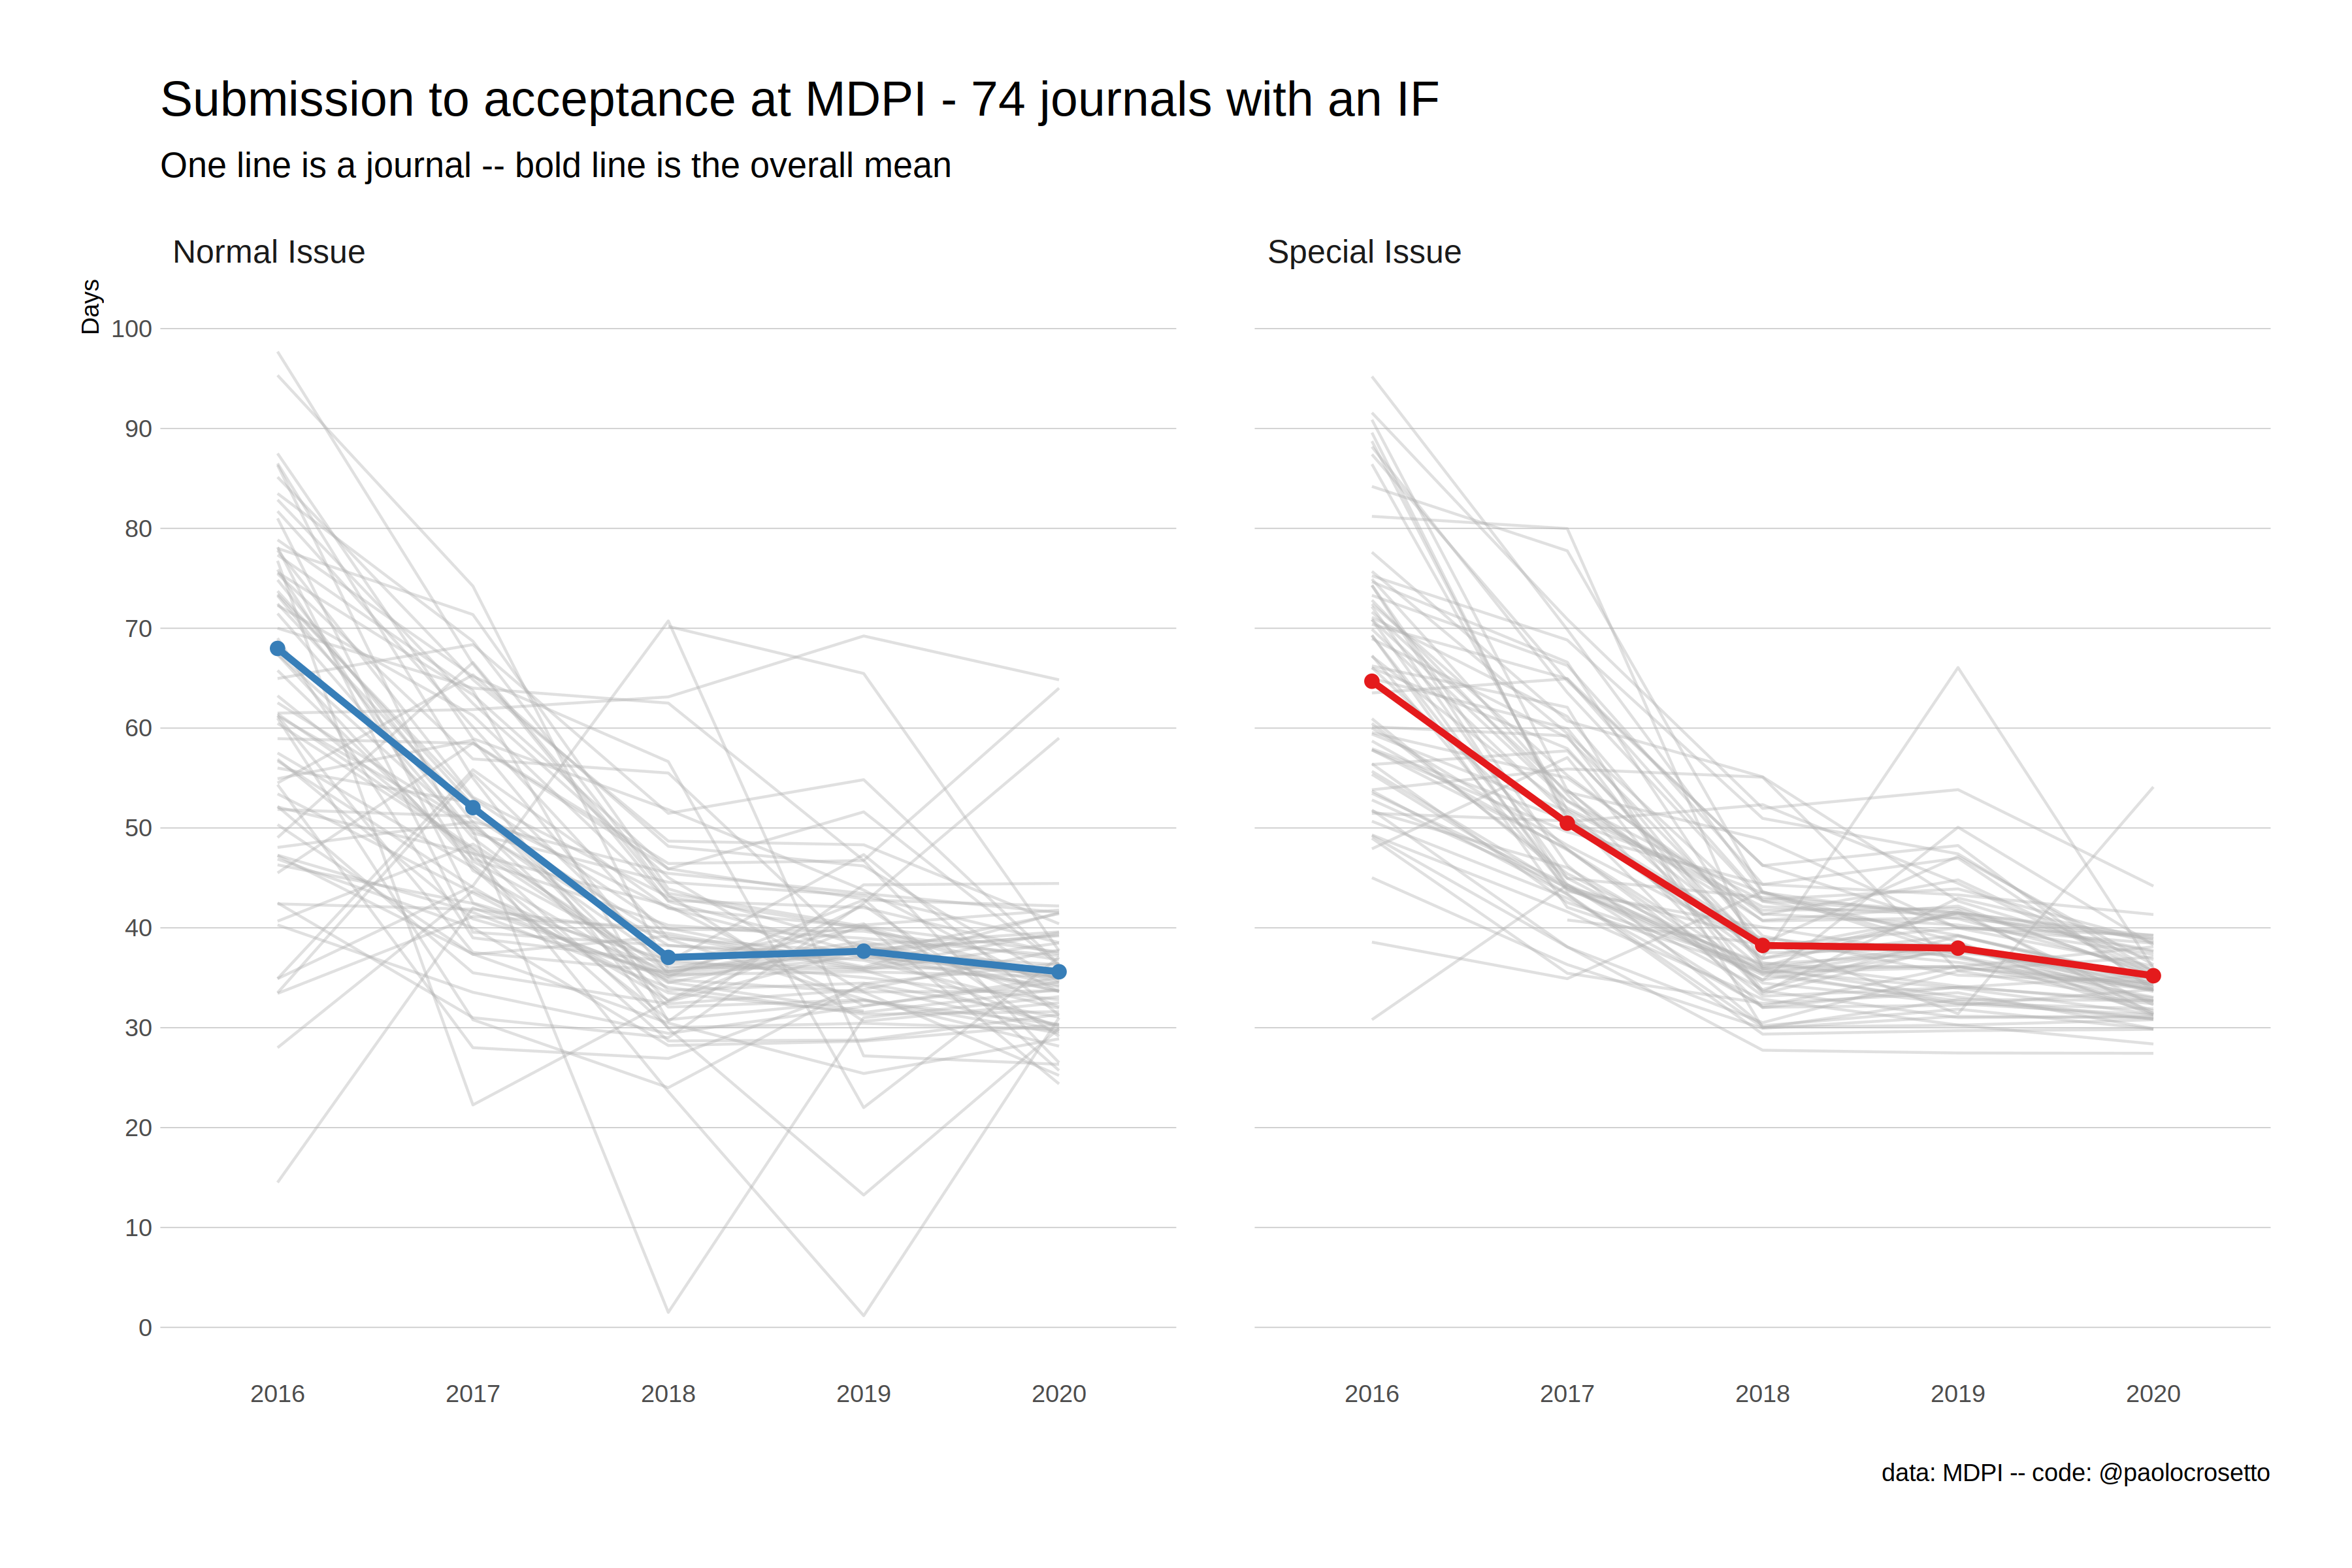 Submission to acceptance at MDPI - 74 journals with an IF
One line is a journal -- bold line is the overall mean
Normal Issue
Special Issue
Days
100
90
80
70
60
50
40
30
20
10
0
2016 2017 2018 2019 2020
2016 2017 2018 2019 2020
data: MDPI -- code: @paolocrosetto